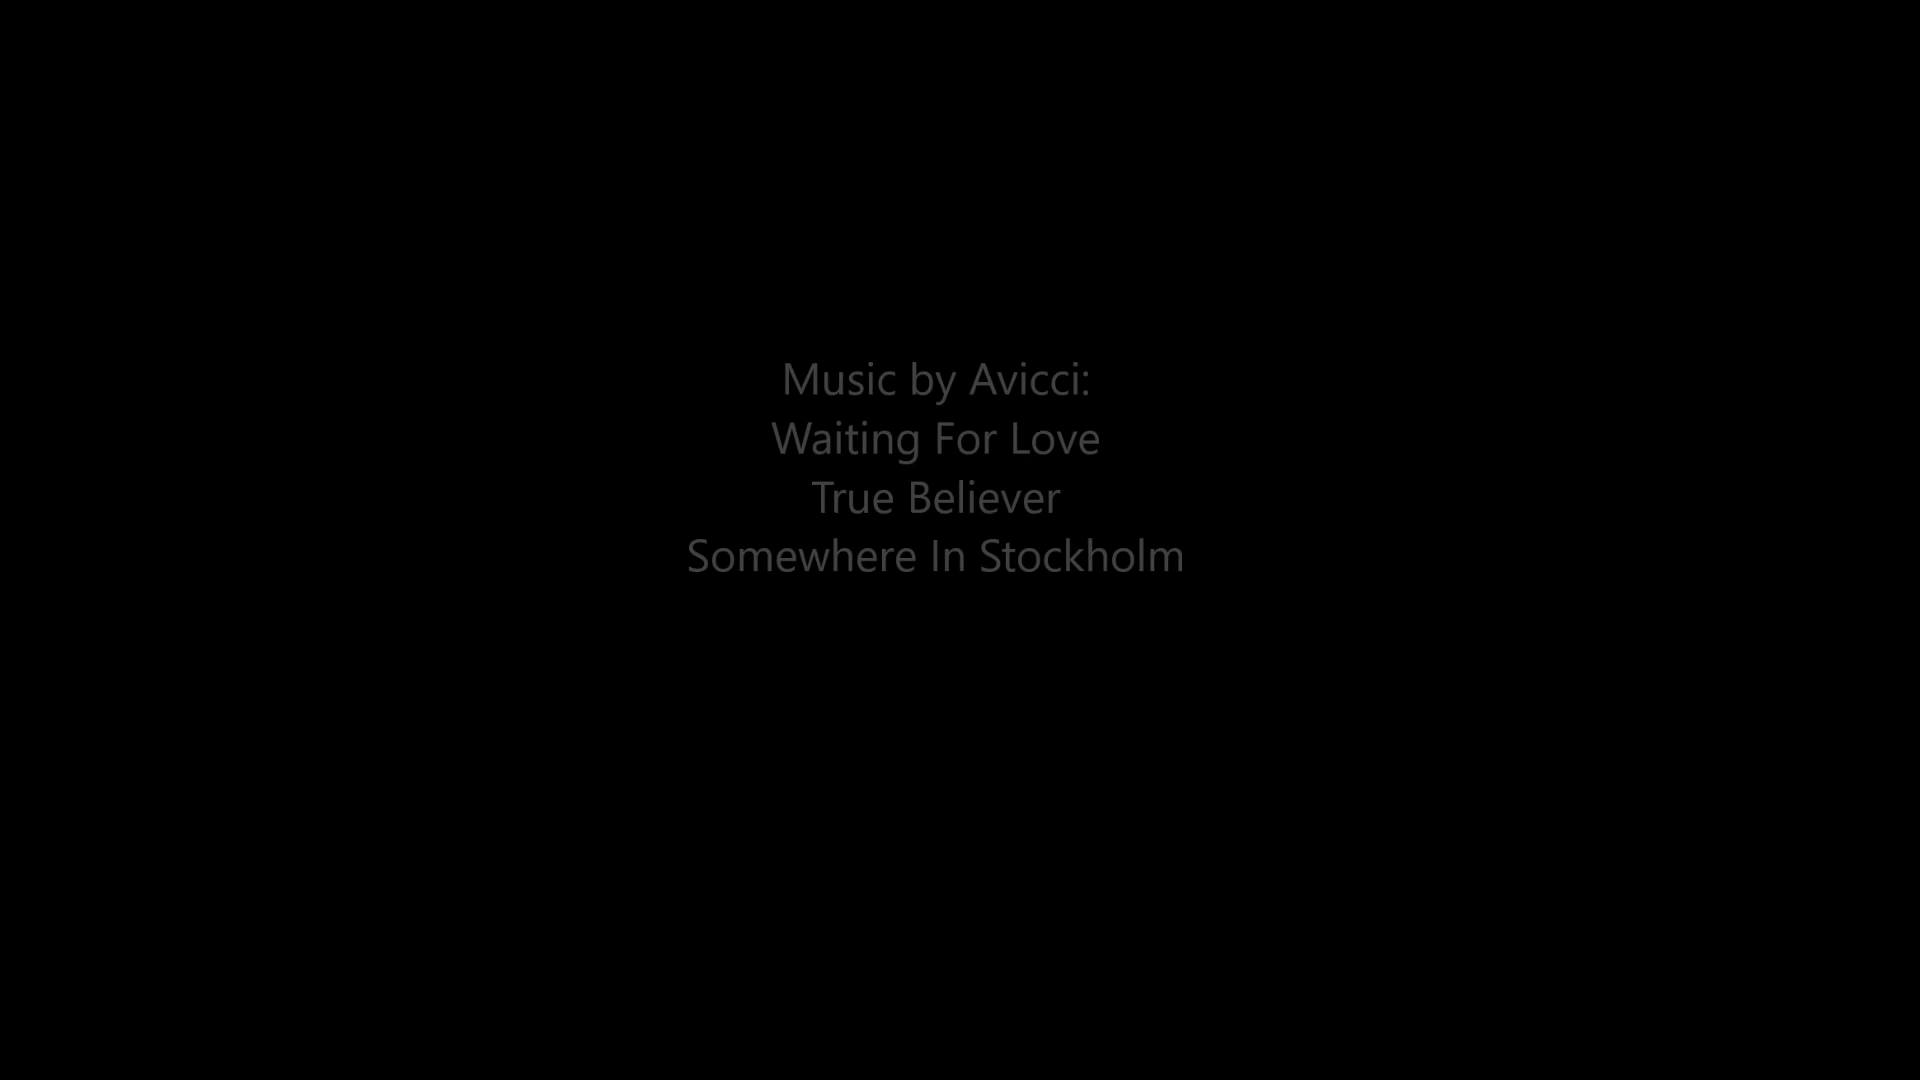 Music by Avicci:
Waiting For Love
True Believer
Somewhere In Stockholm